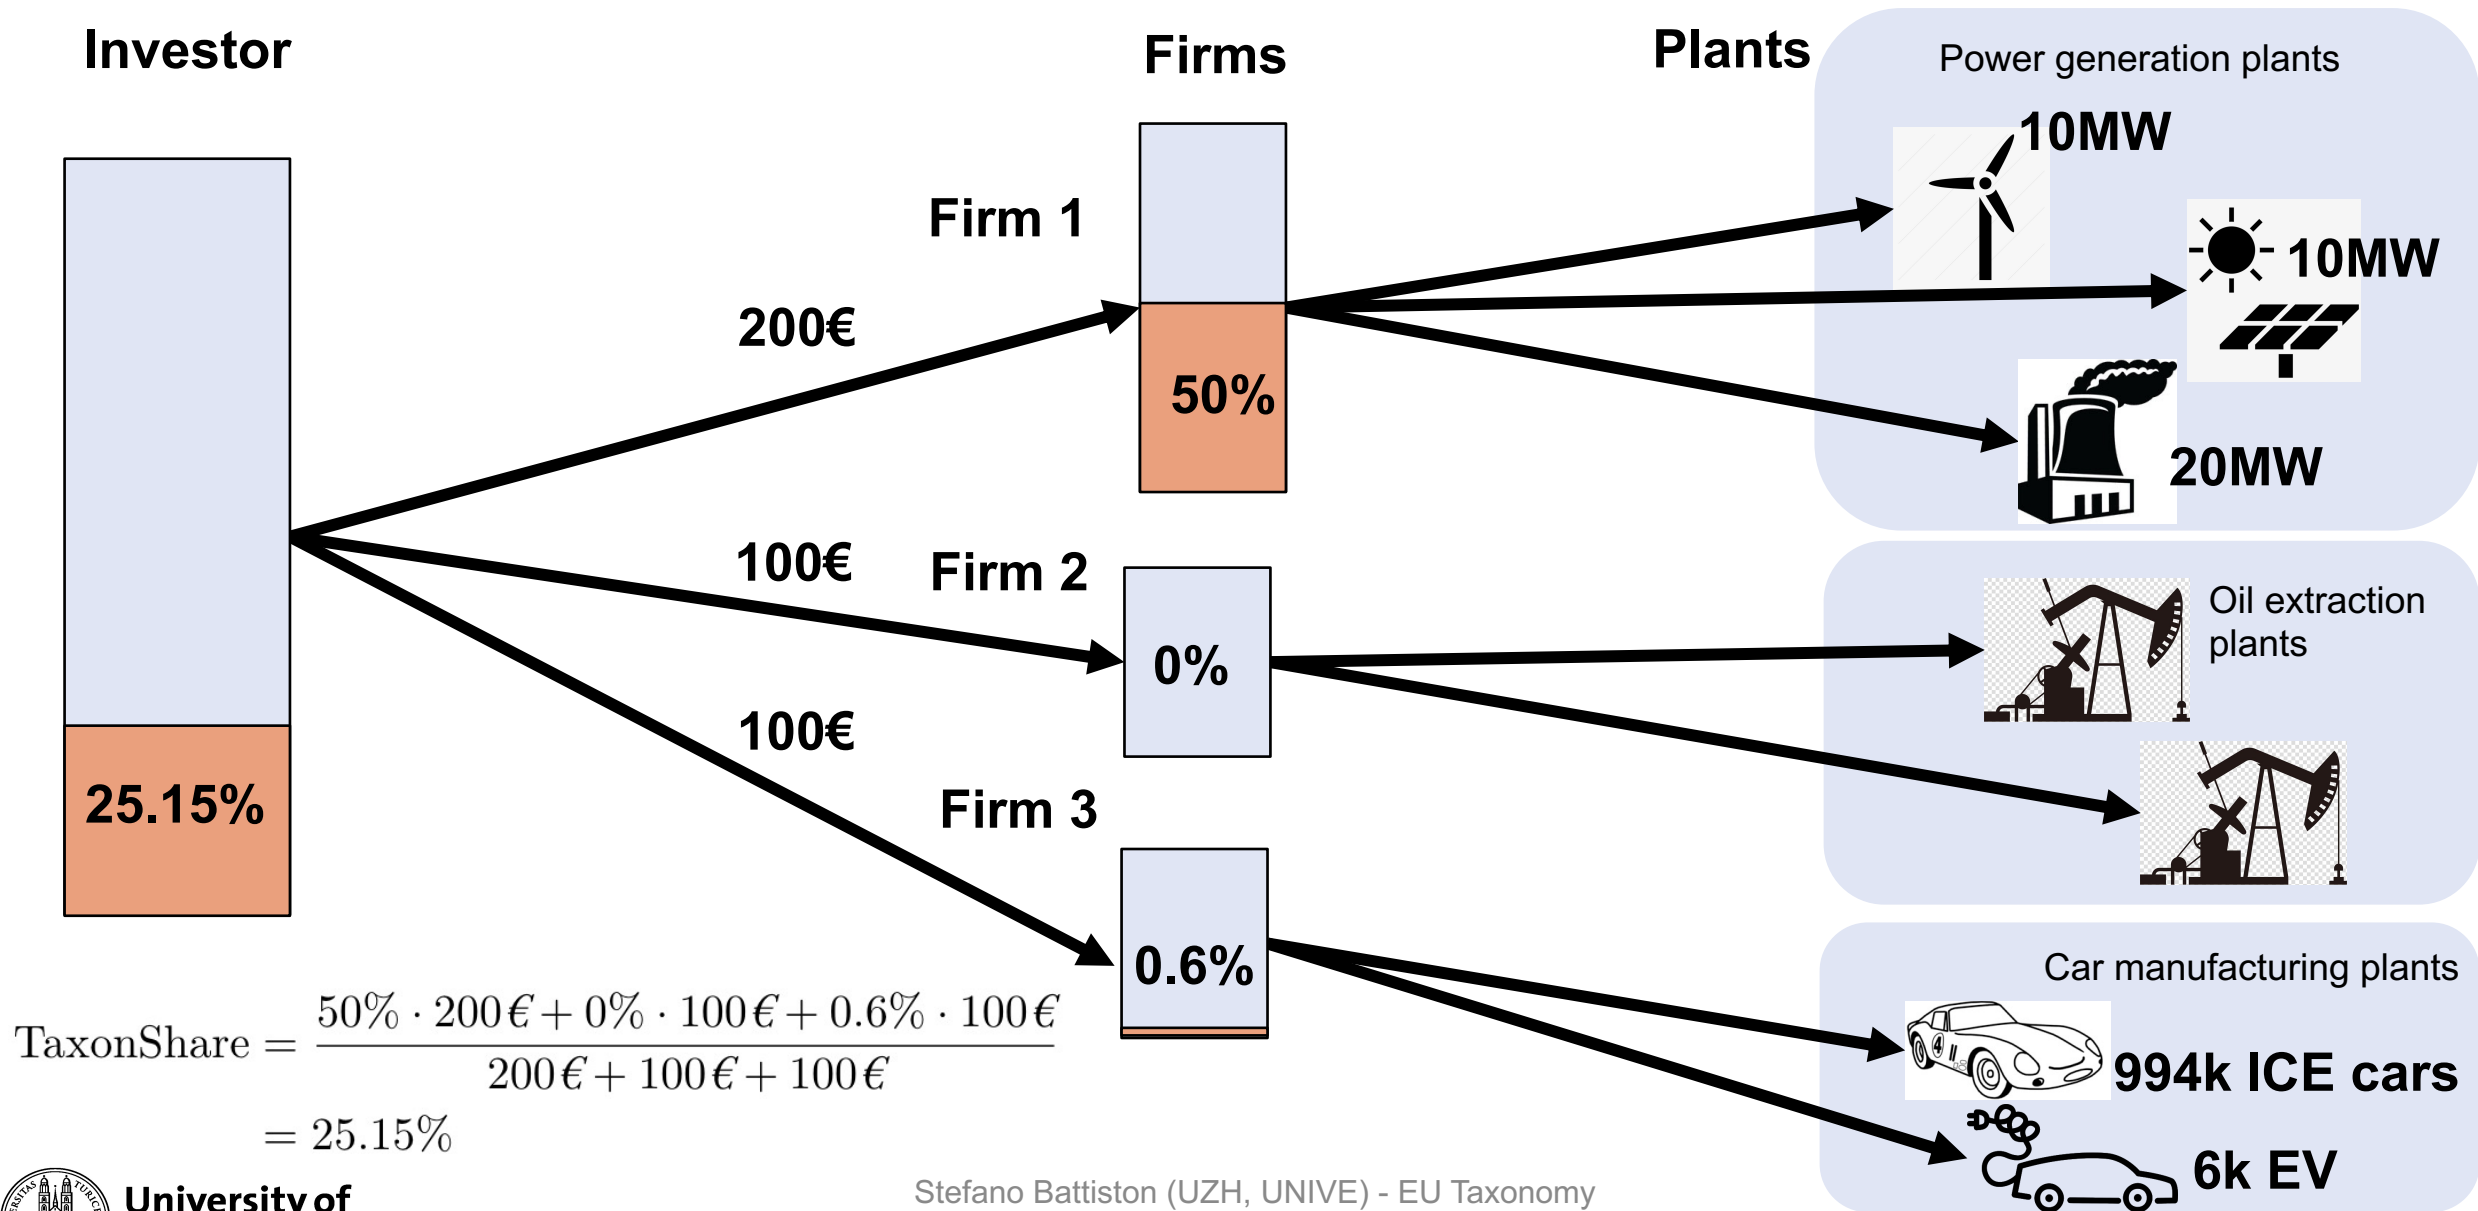 Investor
Firms
Plants
Power generation plants
10MW
Firm 1
10MW
200€
50%
20MW
100€
Firm 2
Oil extraction
plants
0%
100€
25.15%
Firm 3
0.6%
Car manufacturing plants
TaxonShare = (50% · 200€ + 0% · 100€ + 0.6% · 100€) / (200€ + 100€ + 100€)
= 25.15%
994k ICE cars
6k EV
University of
Stefano Battiston (UZH, UNIVE) - EU Taxonomy